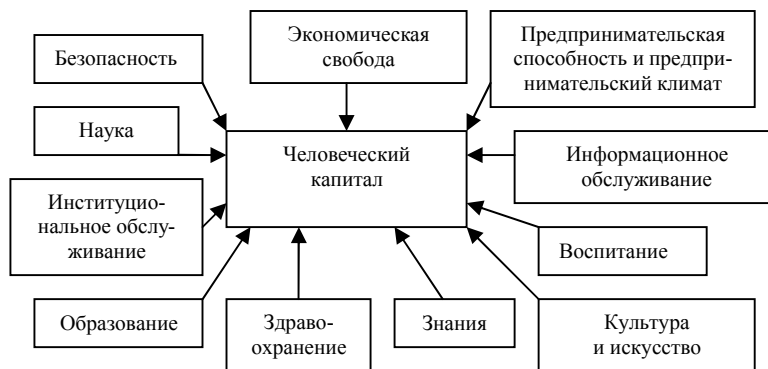 Экономическая
свобода
Предпринимательская
способность и предпри-
нимательский климат
Безопасность
Наука
Человеческий
капитал
Информационное
обслуживание
Институцио-
нальное обслу-
живание
Воспитание
Образование
Здраво-
охранение
Знания
Культура
и искусство